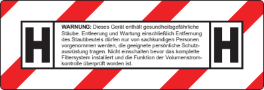 H
WARNUNG: Dieses Gerät enthält gesundheitsgefährliche
Stäube. Entleerung und Wartung einschließlich Entfernung
des Staubbeutels dürfen nur von sachkundigen Personen
vorgenommen werden, die geeignete persönliche Schutz-
ausrüstung tragen. Nicht einschalten bevor das komplette
Filtersystem installiert und die Funktion der Volumenstrom-
kontrolle überprüft worden ist.
H